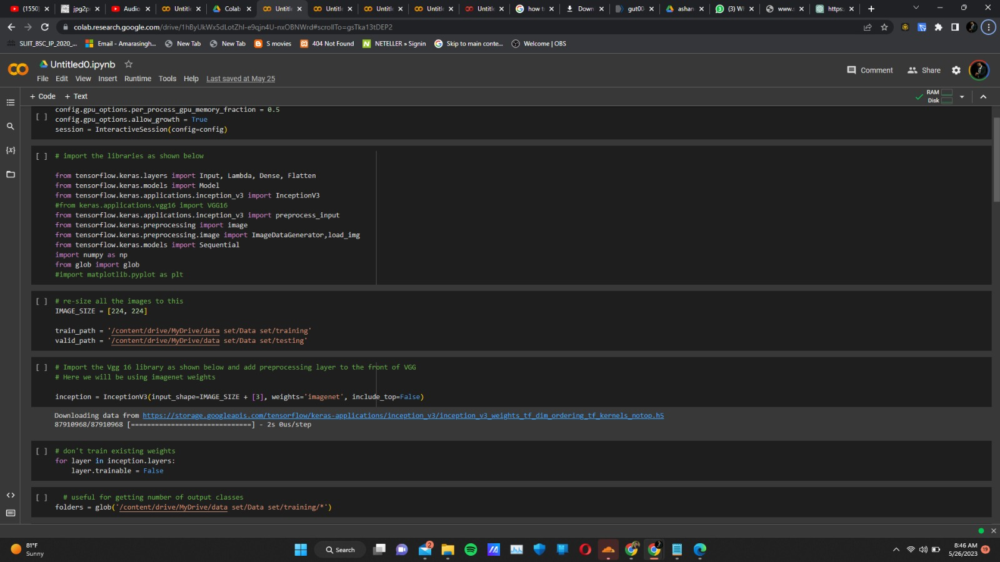 (1550)
jpg2p
Audio
Untitl
Colab
Untitl
Untitl
Untitl
Untitl
Untitl
how t
Down
gut00
ashan
(3) W
www.
https:
colab.research.google.com/drive/1hByUkWx5dLotZhI-e9qjn4U-nxOBNWrd#scrollTo=gsTka13tDEP2
SLIIT_BSC_IP_2020_...
Email - Amarasingh...
New Tab
New Tab
S movies
404 Not Found
NETELLER » Signin
Skip to main conte...
Welcome | OBS
Untitled0.ipynb
Comment
Share
File Edit View Insert Runtime Tools Help Last saved at May 25
+ Code + Text
RAM
Disk
config.gpu_options.per_process_gpu_memory_fraction = 0.5
[ ] config.gpu_options.allow_growth = True
session = InteractiveSession(config=config)
[ ] # import the libraries as shown below
from tensorflow.keras.layers import Input, Lambda, Dense, Flatten
from tensorflow.keras.models import Model
from tensorflow.keras.applications.inception_v3 import InceptionV3
#from keras.applications.vgg16 import VGG16
from tensorflow.keras.applications.inception_v3 import preprocess_input
from tensorflow.keras.preprocessing import image
from tensorflow.keras.preprocessing.image import ImageDataGenerator,load_img
from tensorflow.keras.models import Sequential
import numpy as np
from glob import glob
#import matplotlib.pyplot as plt
[ ] # re-size all the images to this
IMAGE_SIZE = [224, 224]
train_path = '/content/drive/MyDrive/data set/Data set/training'
valid_path = '/content/drive/MyDrive/data set/Data set/testing'
[ ] # Import the Vgg 16 library as shown below and add preprocessing layer to the front of VGG
# Here we will be using imagenet weights
inception = InceptionV3(input_shape=IMAGE_SIZE + [3], weights='imagenet', include_top=False)
Downloading data from https://storage.googleapis.com/tensorflow/keras-applications/inception_v3/inception_v3_weights_tf_dim_ordering_tf_kernels_notop.h5
87910968/87910968 [==============================] - 2s 0us/step
[ ] # don't train existing weights
for layer in inception.layers:
layer.trainable = False
[ ] # useful for getting number of output classes
folders = glob('/content/drive/MyDrive/data set/Data set/training/*')
81°F
Sunny
Search
2
8:46 AM
5/26/2023
19